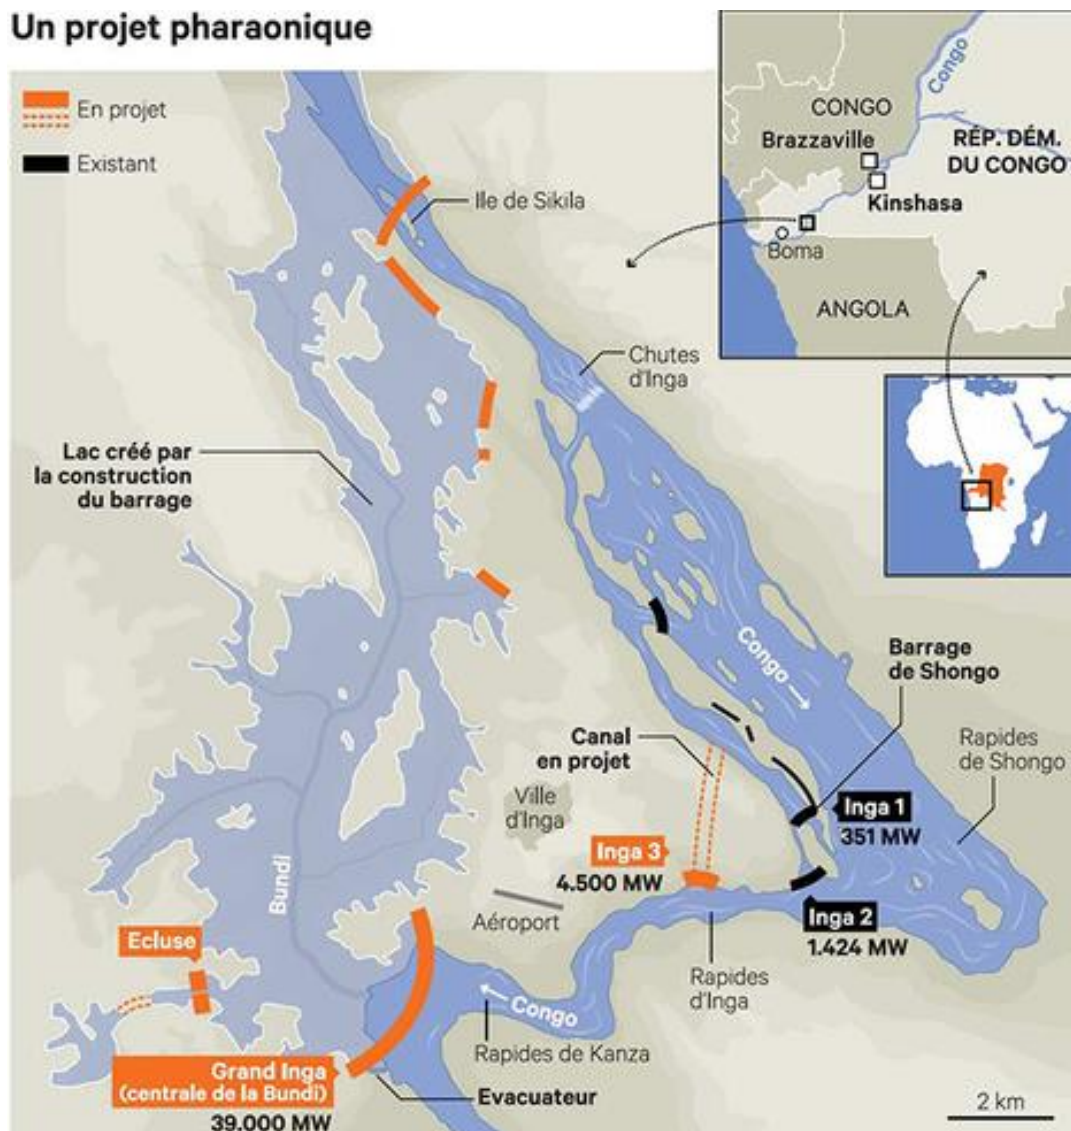 Un projet pharaonique
En projet
Existant
CONGO
Congo
Brazzaville
RÉP. DÉM.
DU CONGO
Kinshasa
Boma
ANGOLA
Ile de Sikila
Chutes
d'Inga
Lac créé par
la construction
du barrage
Congo
Barrage
de Shongo
Rapides
de Shongo
Canal
en projet
Ville
d'Inga
Inga 1
351 MW
Inga 3
4.500 MW
Inga 2
1.424 MW
Bundi
Aéroport
Ecluse
Rapides
d'Inga
Congo
Rapides de Kanza
Grand Inga
(centrale de la Bundi)
39.000 MW
Evacuateur
2 km